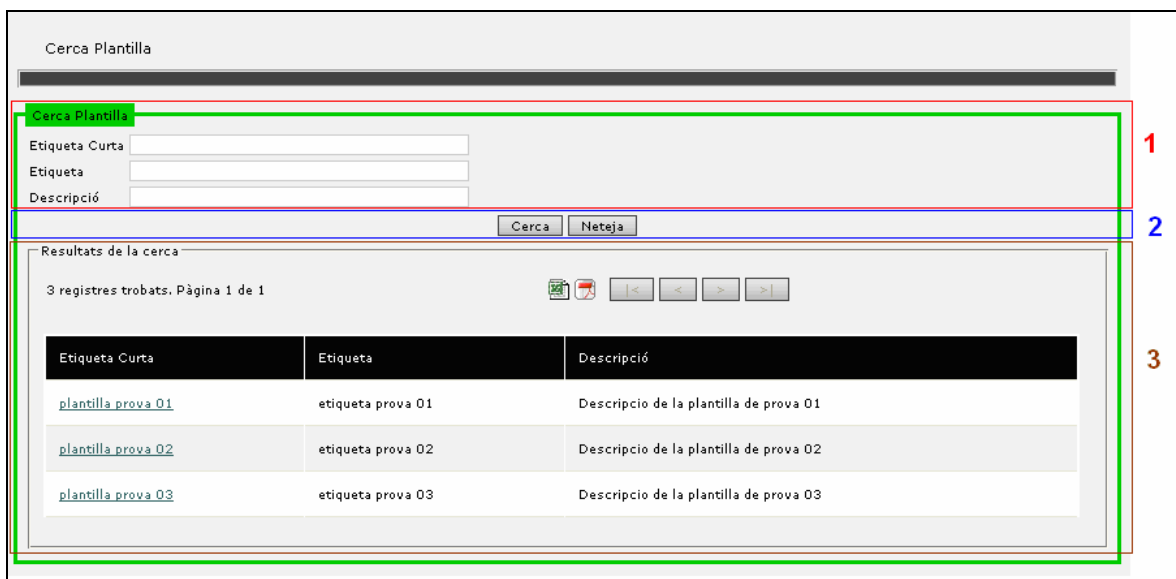 Cerca Plantilla
Cerca Plantilla
Etiqueta Curta
1
Etiqueta
Descripció
Cerca Neteja
2
Resultats de la cerca
3 registres trobats. Pàgina 1 de 1 |< < > >|
Etiqueta Curta Etiqueta Descripció
3
plantilla prova 01 etiqueta prova 01 Descripcio de la plantilla de prova 01
plantilla prova 02 etiqueta prova 02 Descripcio de la plantilla de prova 02
plantilla prova 03 etiqueta prova 03 Descripcio de la plantilla de prova 03